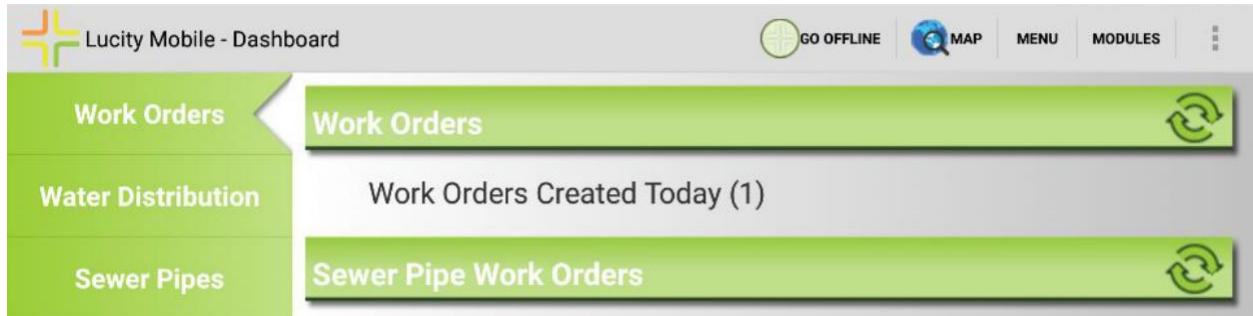 Lucity Mobile - Dashboard
GO OFFLINE
MAP
MENU
MODULES
Work Orders
Water Distribution
Sewer Pipes
Work Orders
Work Orders Created Today (1)
Sewer Pipe Work Orders